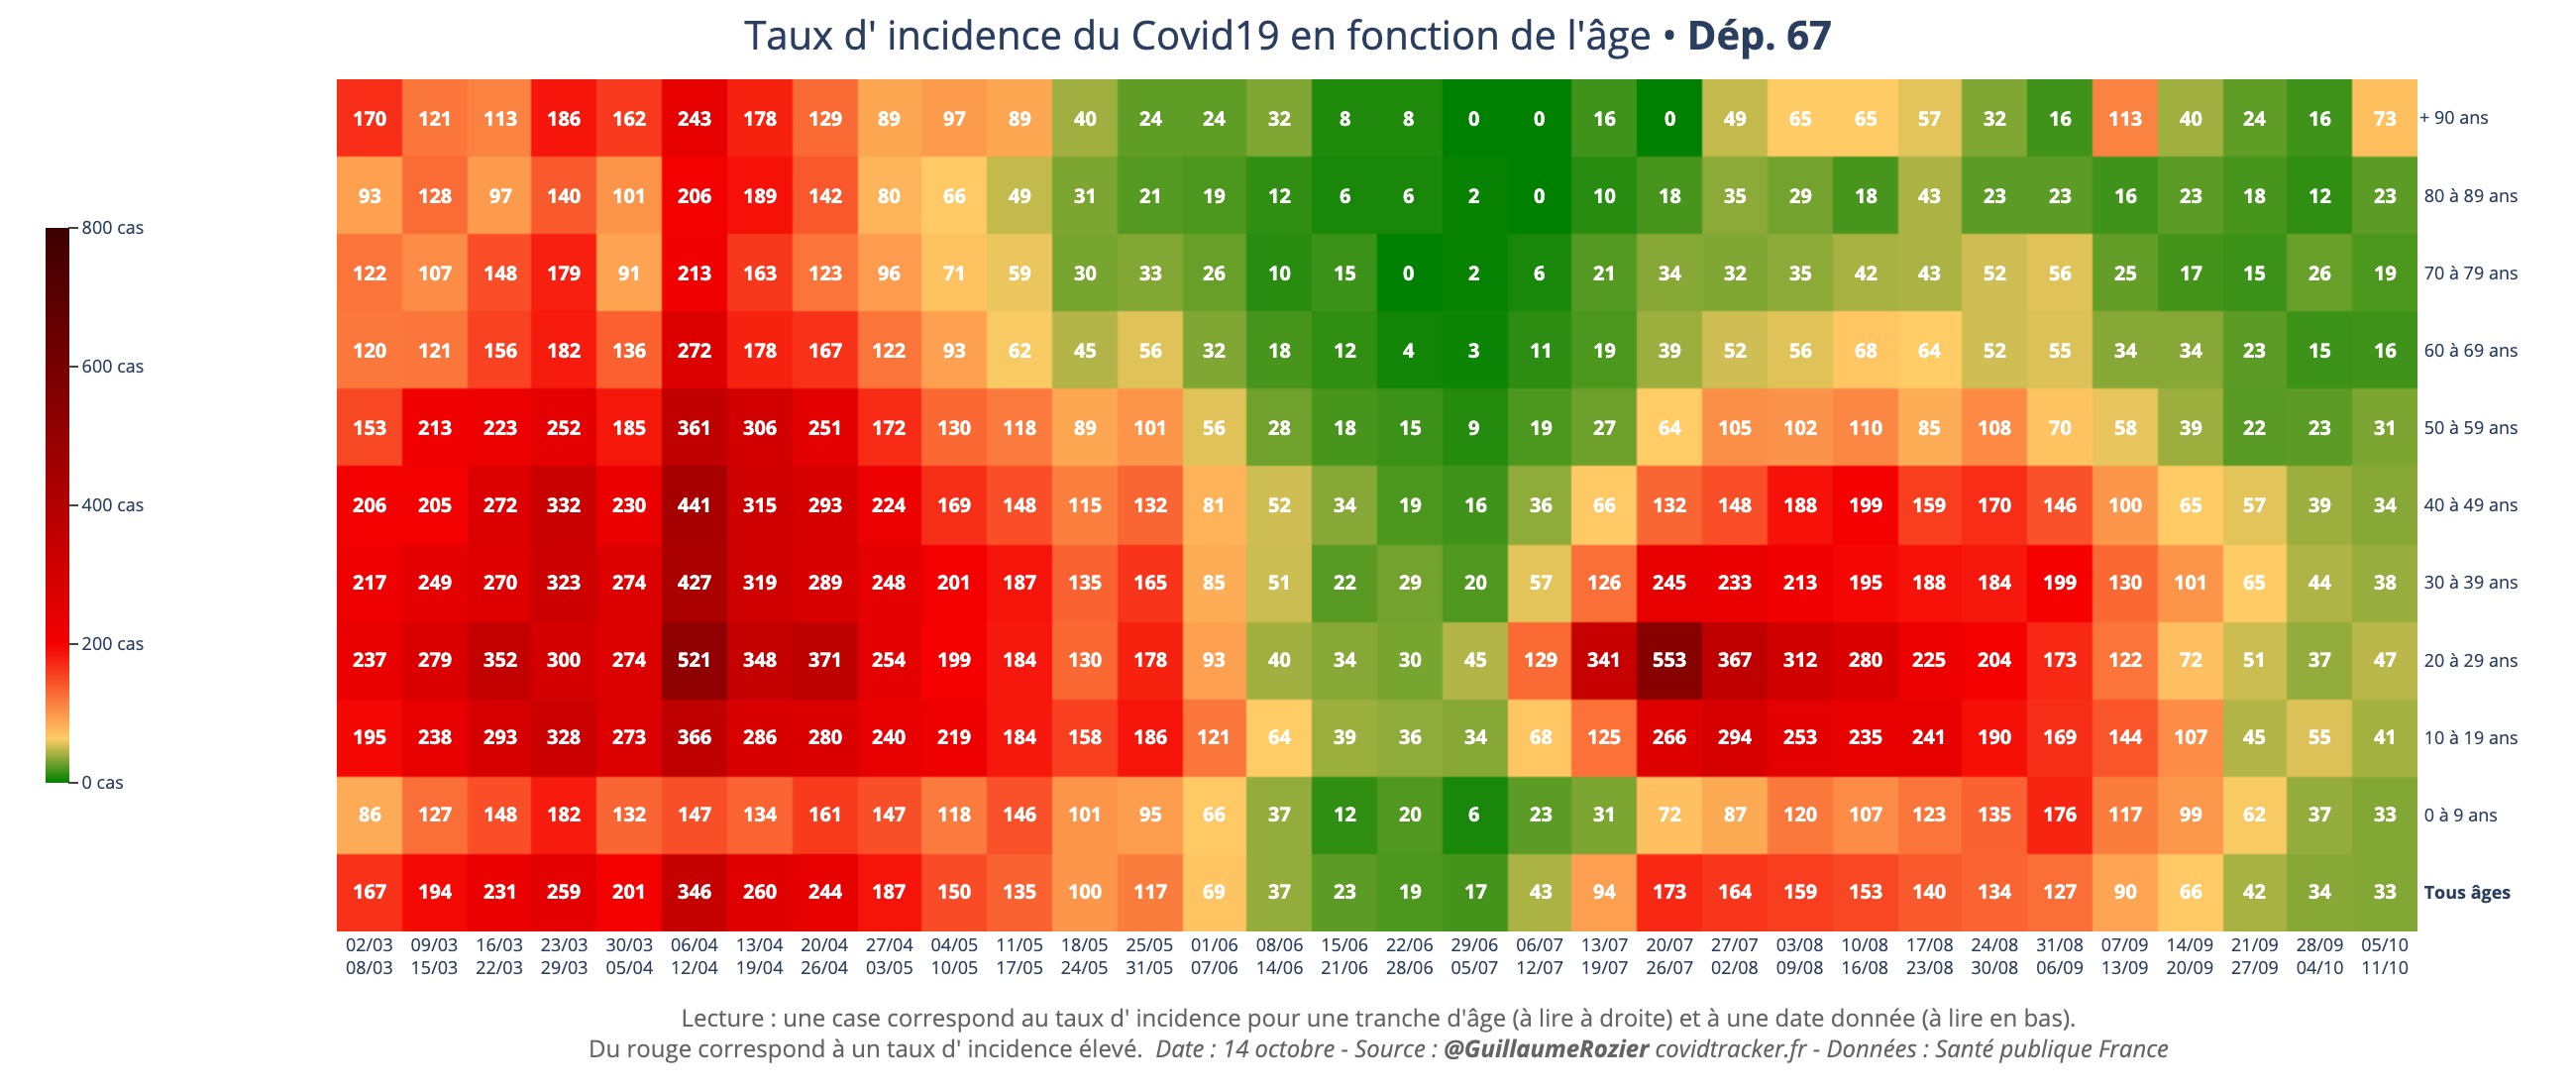 Taux d' incidence du Covid19 en fonction de l'âge • Dép. 67
800 cas
600 cas
400 cas
200 cas
0 cas
170 121 113 186 162 243 178 129 89 97 89 40 24 24 32 8 8 0 0 16 0 49 65 65 57 32 16 113 40 24 16 73 + 90 ans
93 128 97 140 101 206 189 142 80 66 49 31 21 19 12 6 6 2 0 10 18 35 29 18 43 23 23 16 23 18 12 23 80 à 89 ans
122 107 148 179 91 213 163 123 96 71 59 30 33 26 10 15 0 2 6 21 34 32 35 42 43 52 56 25 17 15 26 19 70 à 79 ans
120 121 156 182 136 272 178 167 122 93 62 45 56 32 18 12 4 3 11 19 39 52 56 68 64 52 55 34 34 23 15 16 60 à 69 ans
153 213 223 252 185 361 306 251 172 130 118 89 101 56 28 18 15 9 19 27 64 105 102 110 85 108 70 58 39 22 23 31 50 à 59 ans
206 205 272 332 230 441 315 293 224 169 148 115 132 81 52 34 19 16 36 66 132 148 188 199 159 170 146 100 65 57 39 34 40 à 49 ans
217 249 270 323 274 427 319 289 248 201 187 135 165 85 51 22 29 20 57 126 245 233 213 195 188 184 199 130 101 65 44 38 30 à 39 ans
237 279 352 300 274 521 348 371 254 199 184 130 178 93 40 34 30 45 129 341 553 367 312 280 225 204 173 122 72 51 37 47 20 à 29 ans
195 238 293 328 273 366 286 280 240 219 184 158 186 121 64 39 36 34 68 125 266 294 253 235 241 190 169 144 107 45 55 41 10 à 19 ans
86 127 148 182 132 147 134 161 147 118 146 101 95 66 37 12 20 6 23 31 72 87 120 107 123 135 176 117 99 62 37 33 0 à 9 ans
167 194 231 259 201 346 260 244 187 150 135 100 117 69 37 23 19 17 43 94 173 164 159 153 140 134 127 90 66 42 34 33 Tous âges
02/03 09/03 16/03 23/03 30/03 06/04 13/04 20/04 27/04 04/05 11/05 18/05 25/05 01/06 08/06 15/06 22/06 29/06 06/07 13/07 20/07 27/07 03/08 10/08 17/08 24/08 31/08 07/09 14/09 21/09 28/09 05/10
08/03 15/03 22/03 29/03 05/04 12/04 19/04 26/04 03/05 10/05 17/05 24/05 31/05 07/06 14/06 21/06 28/06 05/07 12/07 19/07 26/07 02/08 09/08 16/08 23/08 30/08 06/09 13/09 20/09 27/09 04/10 11/10
Lecture : une case correspond au taux d' incidence pour une tranche d'âge (à lire à droite) et à une date donnée (à lire en bas).
Du rouge correspond à un taux d' incidence élevé. Date : 14 octobre - Source : @GuillaumeRozier covidtracker.fr - Données : Santé publique France